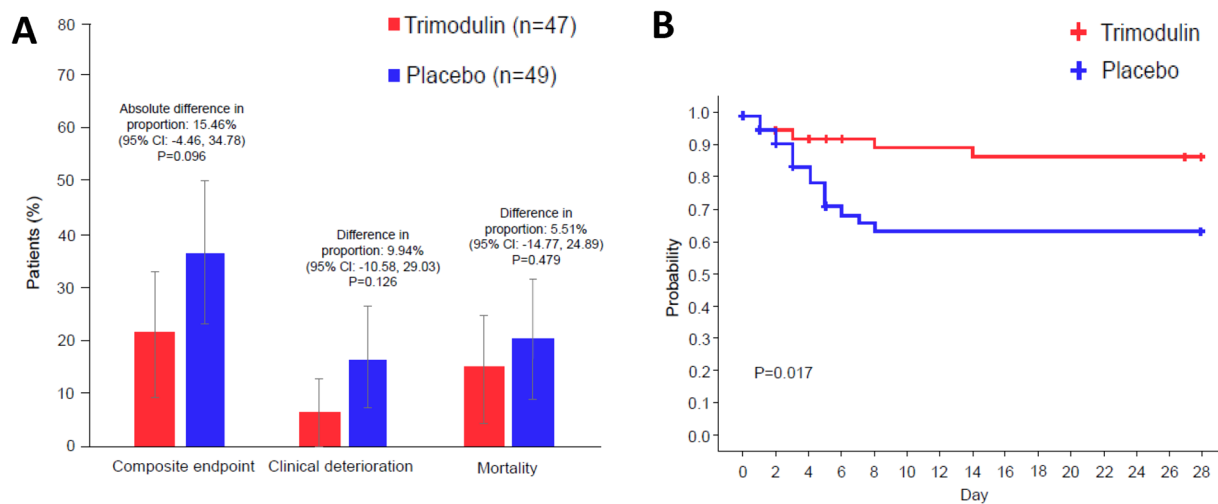 A
Trimodulin (n=47)
Placebo (n=49)
80
70
60
50
40
30
20
10
0
Patients (%)
Absolute difference in
proportion: 15.46%
(95% CI: -4.46, 34.78)
P=0.096
Difference in
proportion: 9.94%
(95% CI: -10.58, 29.03)
P=0.126
Difference in
proportion: 5.51%
(95% CI: -14.77, 24.89)
P=0.479
Composite endpoint
Clinical deterioration
Mortality
B
Trimodulin
Placebo
1.0
0.9
0.8
0.7
0.6
0.5
0.4
0.3
0.2
0.1
0.0
Probability
P=0.017
0 2 4 6 8 10 12 14 16 18 20 22 24 26 28
Day